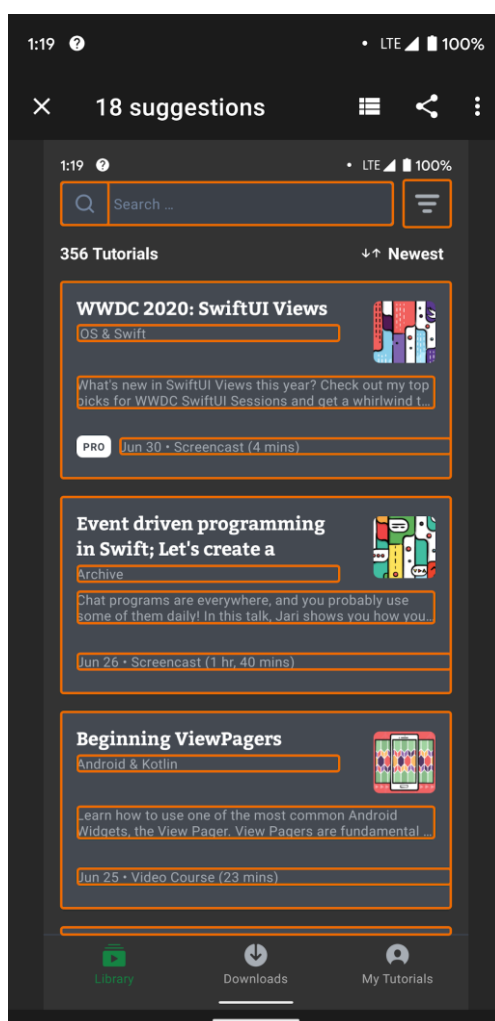 1:19
LTE 100%
18 suggestions
1:19
LTE 100%
Search …
356 Tutorials
Newest
WWDC 2020: SwiftUI Views
iOS & Swift
What's new in SwiftUI Views this year? Check out my top
picks for WWDC SwiftUI Sessions and get a whirlwind t…
PRO
Jun 30 • Screencast (4 mins)
Event driven programming
in Swift; Let's create a
Archive
Chat programs are everywhere, and you probably use
some of them daily! In this talk, Jari shows you how you…
Jun 26 • Screencast (1 hr, 40 mins)
Beginning ViewPagers
Android & Kotlin
Learn how to use one of the most common Android
Widgets, the View Pager. View Pagers are fundamental …
Jun 25 • Video Course (23 mins)
Library
Downloads
My Tutorials